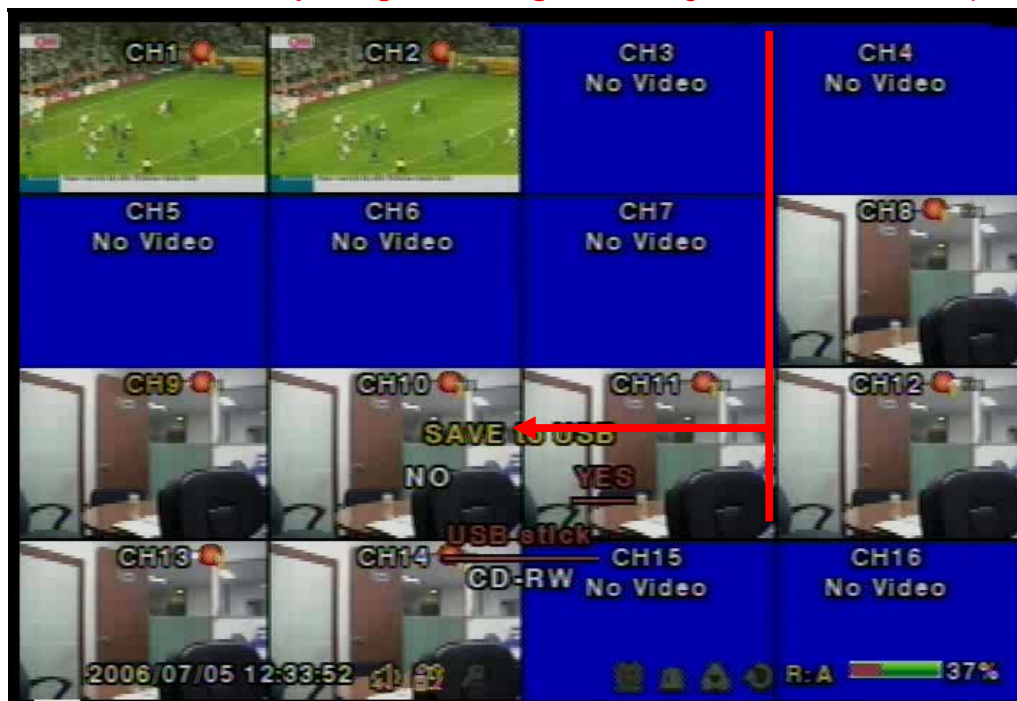 CH1 CH2 CH3 CH4
No Video No Video
CH5 CH6 CH7 CH8
No Video No Video No Video
CH9 CH10 CH11 CH12
SAVE to USB
NO YES
USB stick
CH13 CH14 CH15 CH16
CD-RW No Video No Video
2006/07/05 12:33:52 R:A 37%